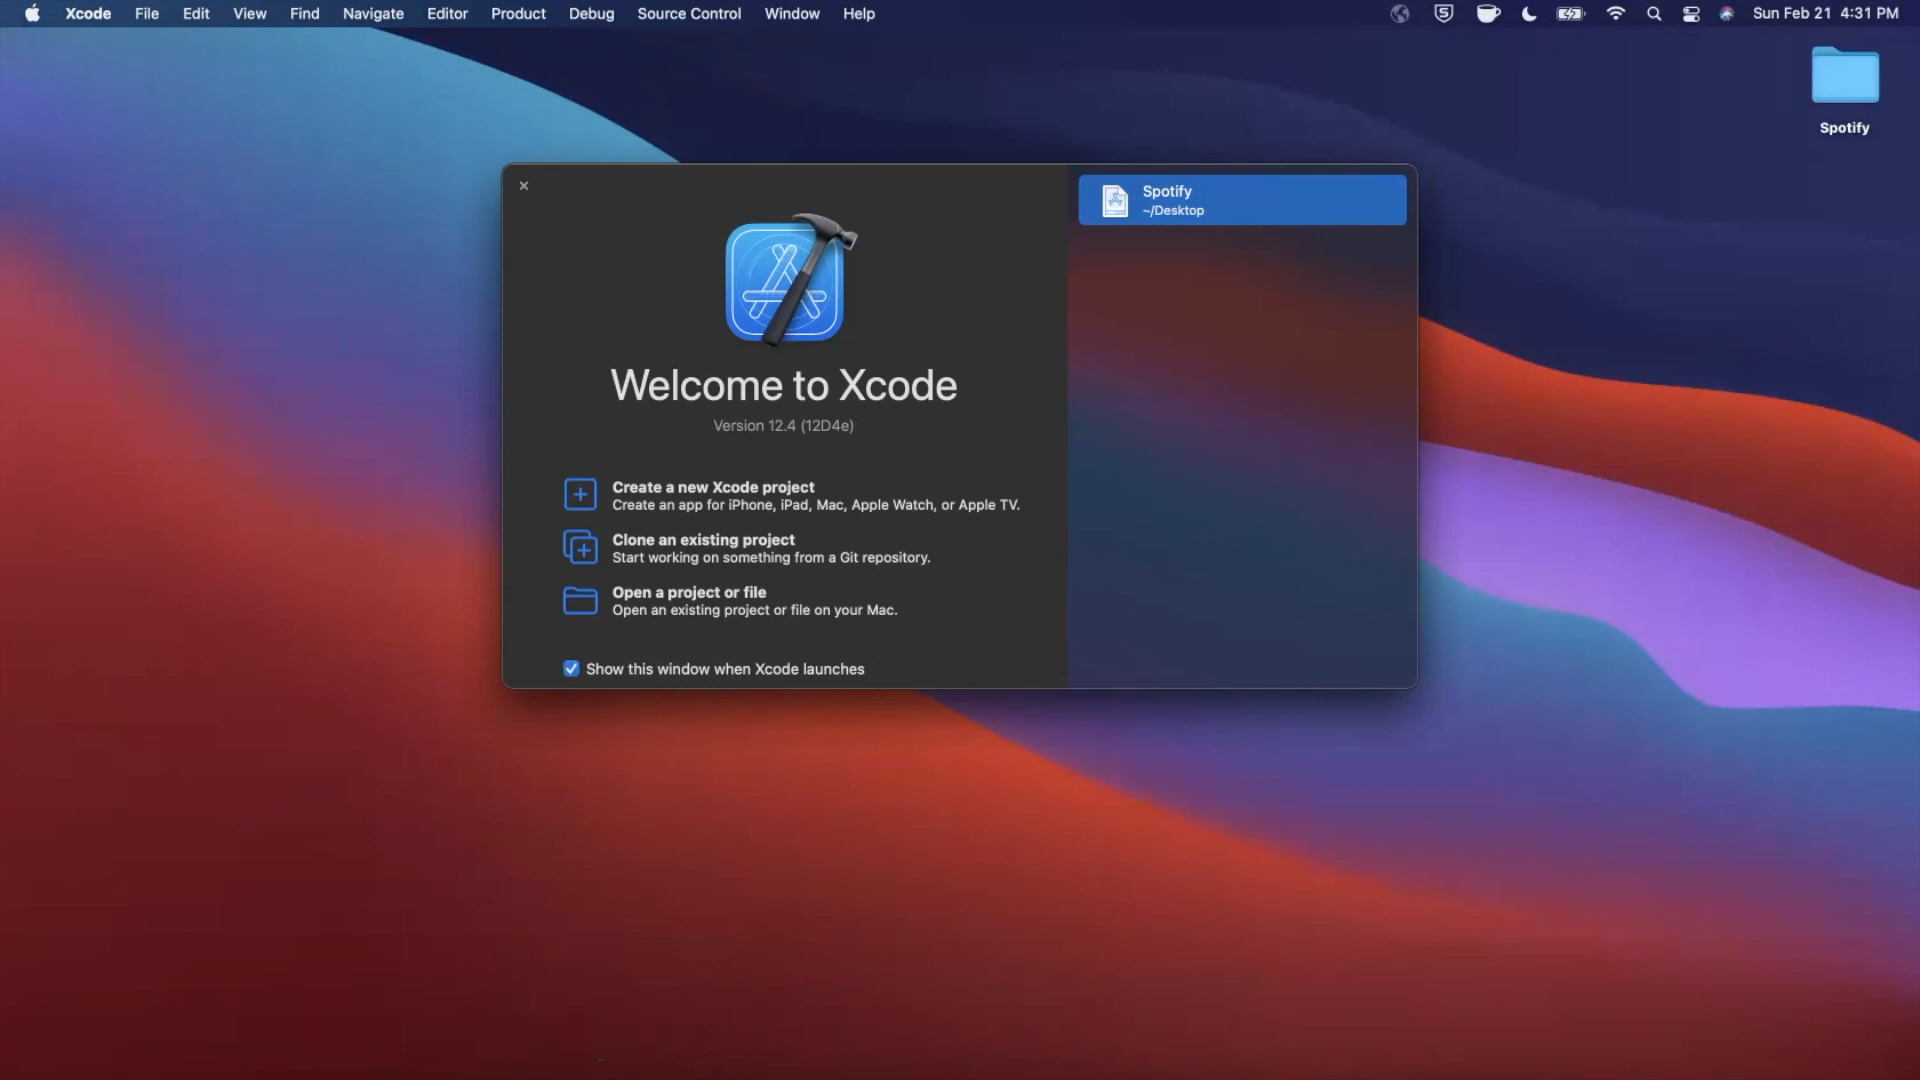 Xcode File Edit View Find Navigate Editor Product Debug Source Control Window Help Sun Feb 21 4:31 PM
Spotify
Spotify
~/Desktop
Welcome to Xcode
Version 12.4 (12D4e)
Create a new Xcode project
Create an app for iPhone, iPad, Mac, Apple Watch, or Apple TV.
Clone an existing project
Start working on something from a Git repository.
Open a project or file
Open an existing project or file on your Mac.
Show this window when Xcode launches